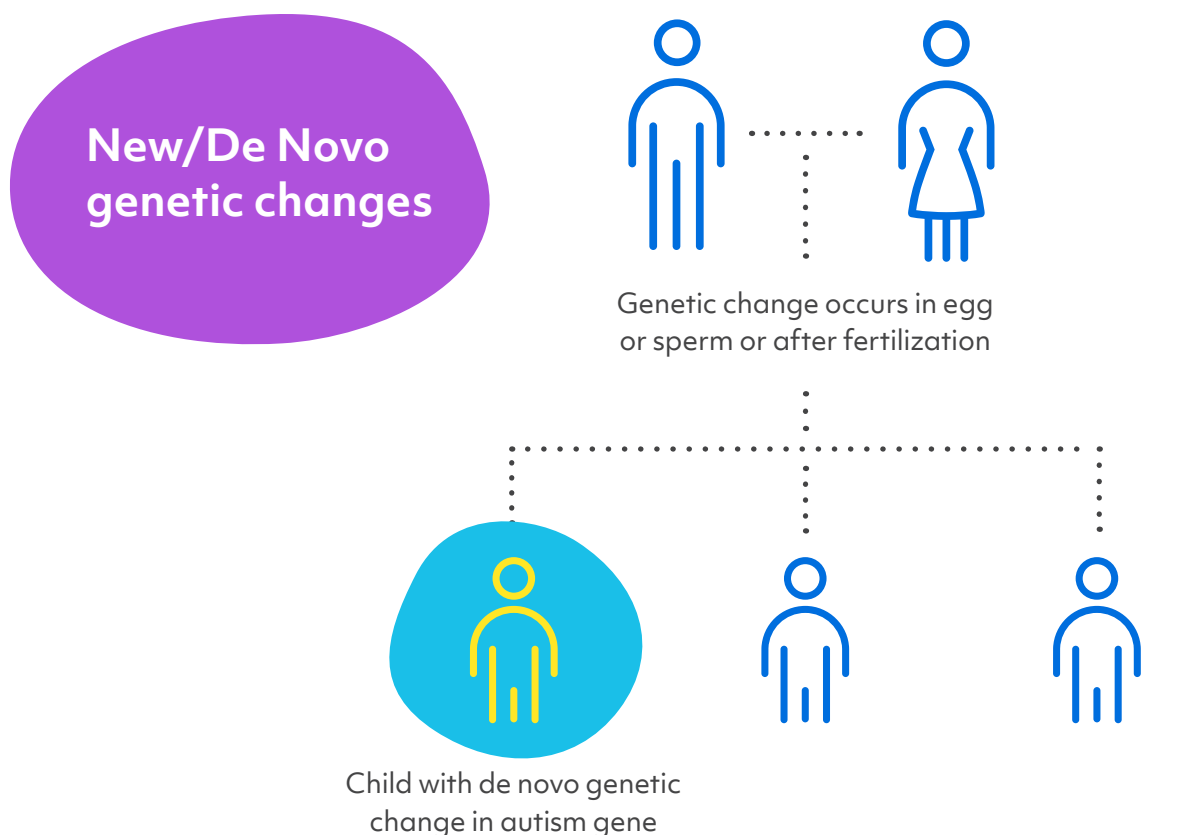 New/De Novo
genetic changes
Genetic change occurs in egg
or sperm or after fertilization
Child with de novo genetic
change in autism gene